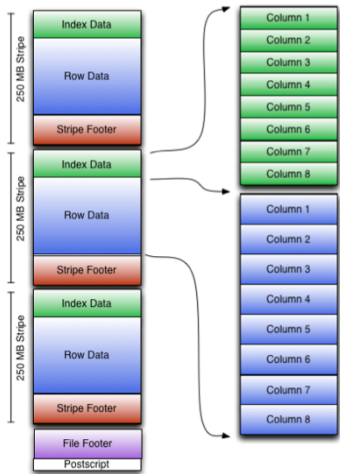 250 MB Stripe
Index Data
Row Data
Stripe Footer
250 MB Stripe
Index Data
Row Data
Stripe Footer
250 MB Stripe
Index Data
Row Data
Stripe Footer
File Footer
Postscript
Column 1
Column 2
Column 3
Column 4
Column 5
Column 6
Column 7
Column 8
Column 1
Column 2
Column 3
Column 4
Column 5
Column 6
Column 7
Column 8